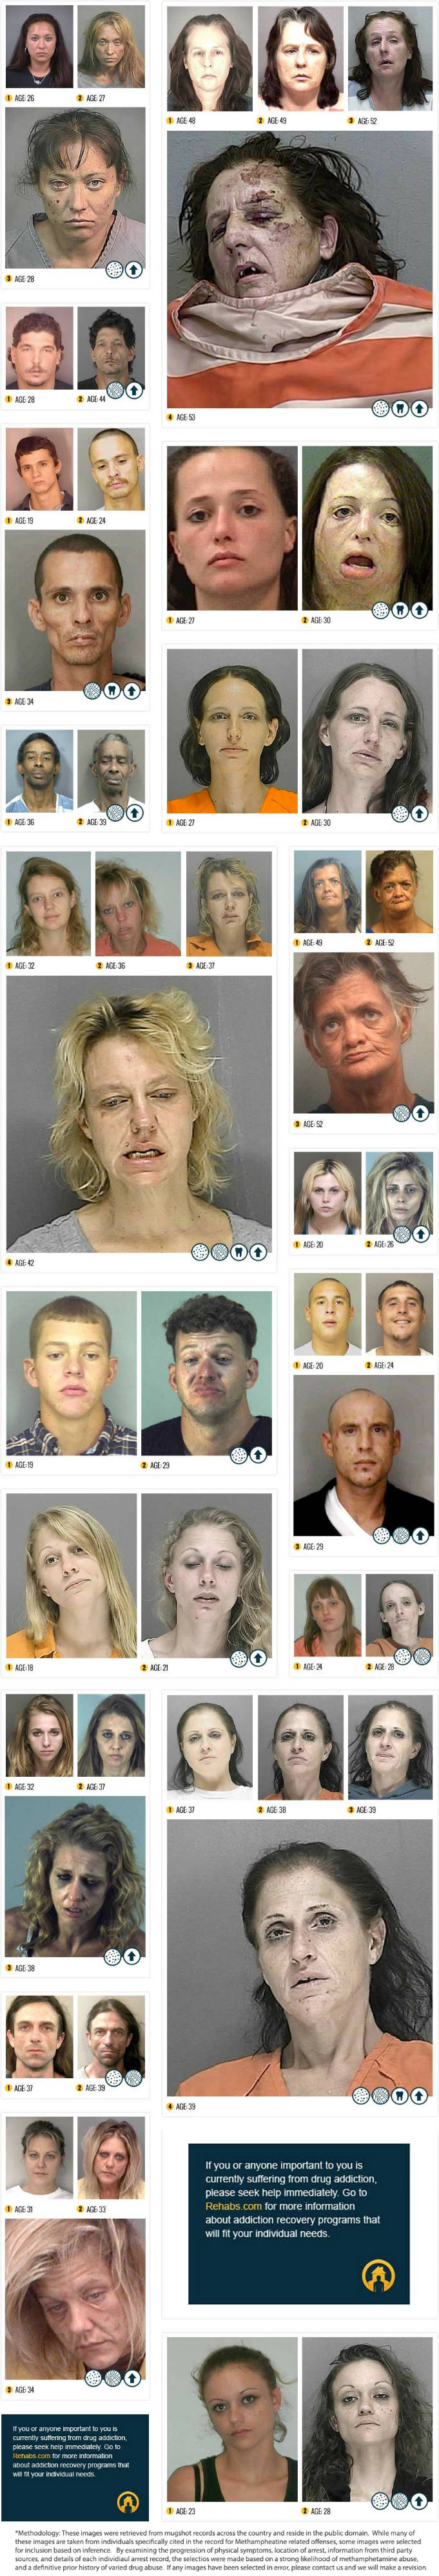 1 AGE: 26
2 AGE: 27
3 AGE: 28
1 AGE: 48
2 AGE: 49
3 AGE: 52
4 AGE: 53
1 AGE: 28
2 AGE: 44
1 AGE: 19
2 AGE: 24
3 AGE: 34
1 AGE: 27
2 AGE: 30
1 AGE: 36
2 AGE: 39
1 AGE: 27
2 AGE: 30
1 AGE: 32
2 AGE: 36
3 AGE: 37
4 AGE: 42
1 AGE: 49
2 AGE: 52
3 AGE: 52
1 AGE: 20
2 AGE: 26
1 AGE: 19
2 AGE: 29
1 AGE: 20
2 AGE: 24
3 AGE: 29
1 AGE: 18
2 AGE: 21
1 AGE: 24
2 AGE: 28
1 AGE: 32
2 AGE: 37
3 AGE: 38
1 AGE: 37
2 AGE: 38
3 AGE: 39
4 AGE: 39
1 AGE: 37
2 AGE: 39
1 AGE: 31
2 AGE: 33
3 AGE: 34
If you or anyone important to you is
currently suffering from drug addiction,
please seek help immediately. Go to
Rehabs.com for more information
about addiction recovery programs that
will fit your individual needs.
If you or anyone important to you is
currently suffering from drug addiction,
please seek help immediately. Go to
Rehabs.com for more information
about addiction recovery programs that
will fit your individual needs.
1 AGE: 23
2 AGE: 28
*Methodology: These images were retrieved from mugshot records across the country and reside in the public domain. While many of
these images are taken from individuals specifically cited in the record for Methampheatine related offenses, some images were selected
for inclusion based on inference. By examining the progression of physical symptoms, location of arrest, information from third party
sources, and details of each individual arrest record, the selections were made based on a strong likelihood of methamphetamine abuse,
and a definitive prior history of varied drug abuse. If any images have been selected in error, please contact us and we will make a revision.